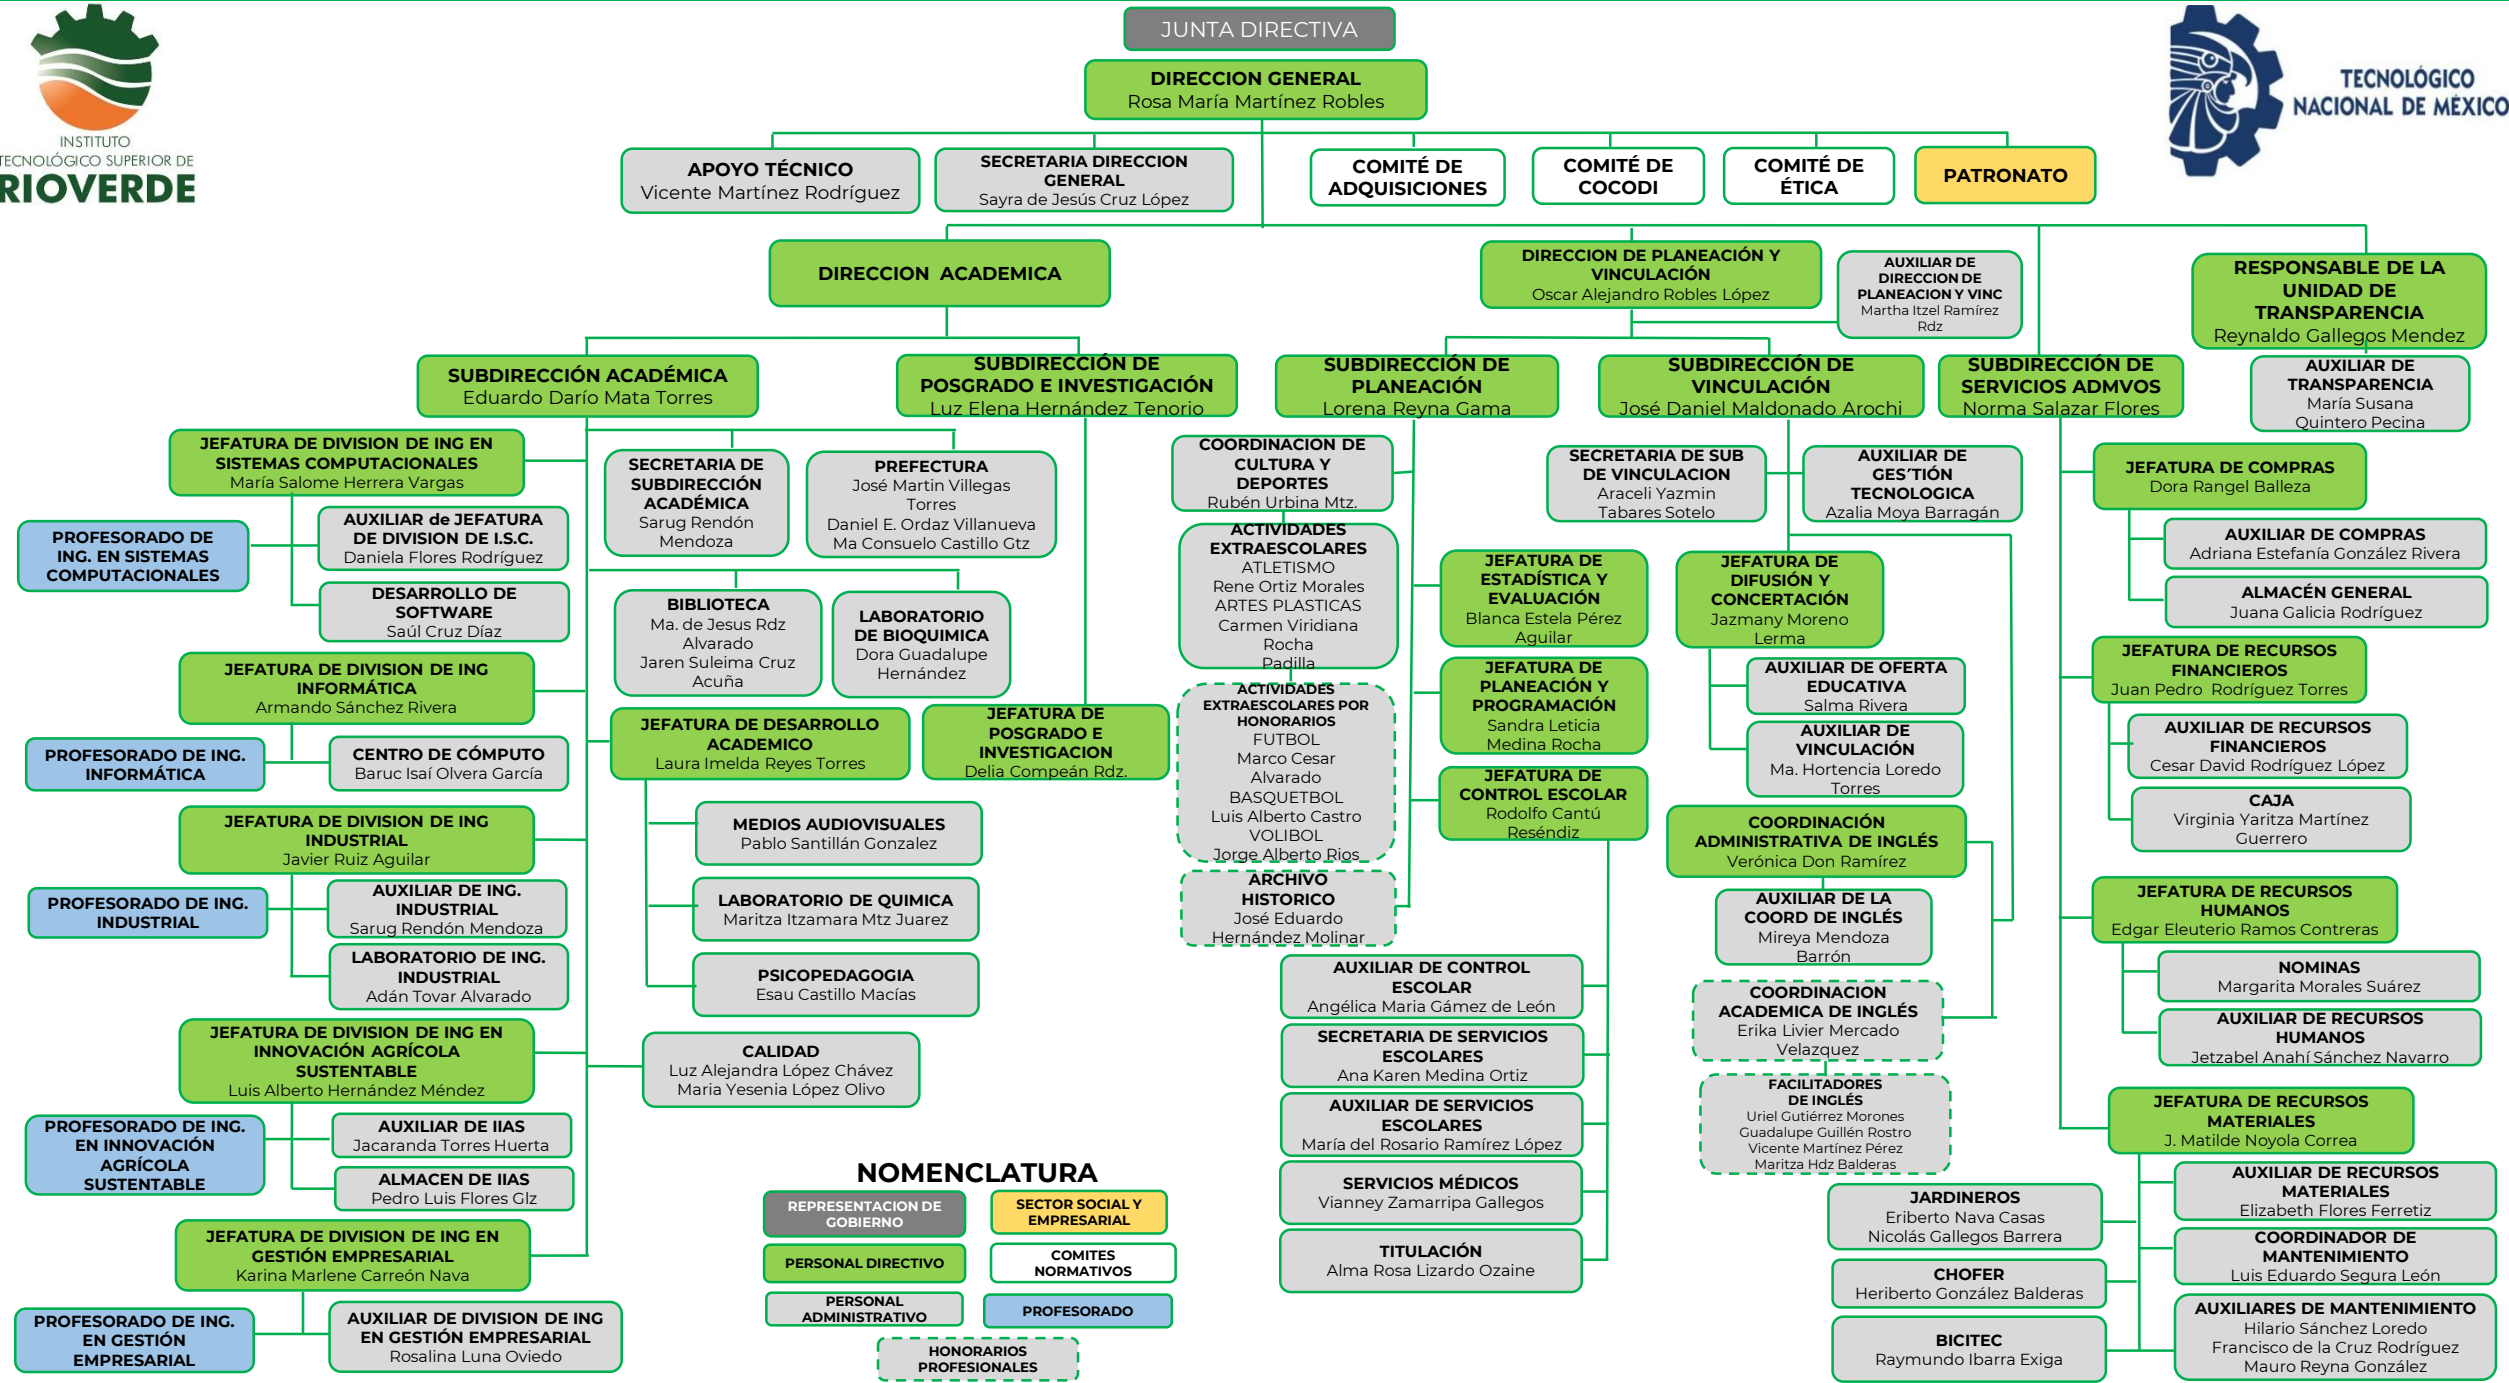 JUNTA DIRECTIVA
INSTITUTO
TECNOLÓGICO SUPERIOR DE
RIOVERDE
TECNOLÓGICO
NACIONAL DE MÉXICO
DIRECCION GENERAL
Rosa María Martínez Robles
APOYO TÉCNICO
Vicente Martínez Rodríguez
SECRETARIA DIRECCION
GENERAL
Sayra de Jesús Cruz López
COMITÉ DE
ADQUISICIONES
COMITÉ DE
COCODI
COMITÉ DE
ÉTICA
PATRONATO
DIRECCION ACADEMICA
DIRECCION DE PLANEACIÓN Y
VINCULACIÓN
Oscar Alejandro Robles López
AUXILIAR DE
DIRECCION DE
PLANEACION Y VINC
Martha Itzel Ramírez
Rdz
RESPONSABLE DE LA
UNIDAD DE
TRANSPARENCIA
Reynaldo Gallegos Mendez
AUXILIAR DE
TRANSPARENCIA
María Susana
Quintero Pecina
SUBDIRECCIÓN ACADÉMICA
Eduardo Darío Mata Torres
SUBDIRECCIÓN DE
POSGRADO E INVESTIGACIÓN
Luz Elena Hernández Tenorio
SUBDIRECCIÓN DE
PLANEACIÓN
Lorena Reyna Gama
SUBDIRECCIÓN DE
VINCULACIÓN
José Daniel Maldonado Arochi
SUBDIRECCIÓN DE
SERVICIOS ADMVOS
Norma Salazar Flores
JEFATURA DE DIVISION DE ING EN
SISTEMAS COMPUTACIONALES
María Salome Herrera Vargas
PROFESORADO DE
ING. EN SISTEMAS
COMPUTACIONALES
AUXILIAR de JEFATURA
DE DIVISION DE I.S.C.
Daniela Flores Rodríguez
DESARROLLO DE
SOFTWARE
Saúl Cruz Díaz
JEFATURA DE DIVISION DE ING
INFORMÁTICA
Armando Sánchez Rivera
PROFESORADO DE ING.
INFORMÁTICA
CENTRO DE CÓMPUTO
Baruc Isaí Olvera García
JEFATURA DE DIVISION DE ING
INDUSTRIAL
Javier Ruiz Aguilar
PROFESORADO DE ING.
INDUSTRIAL
AUXILIAR DE ING.
INDUSTRIAL
Sarug Rendón Mendoza
LABORATORIO DE ING.
INDUSTRIAL
Adán Tovar Alvarado
JEFATURA DE DIVISION DE ING EN
INNOVACIÓN AGRÍCOLA
SUSTENTABLE
Luis Alberto Hernández Méndez
PROFESORADO DE ING.
EN INNOVACIÓN
AGRÍCOLA
SUSTENTABLE
AUXILIAR DE IIAS
Jacaranda Torres Huerta
ALMACEN DE IIAS
Pedro Luis Flores Glz
JEFATURA DE DIVISION DE ING EN
GESTIÓN EMPRESARIAL
Karina Marlene Carreón Nava
PROFESORADO DE ING.
EN GESTIÓN
EMPRESARIAL
AUXILIAR DE DIVISION DE ING
EN GESTIÓN EMPRESARIAL
Rosalina Luna Oviedo
SECRETARIA DE
SUBDIRECCIÓN
ACADÉMICA
Sarug Rendón
Mendoza
PREFECTURA
José Martin Villegas
Torres
Daniel E. Ordaz Villanueva
Ma Consuelo Castillo Gtz
BIBLIOTECA
Ma. de Jesus Rdz
Alvarado
Jaren Suleima Cruz
Acuña
LABORATORIO
DE BIOQUIMICA
Dora Guadalupe
Hernández
JEFATURA DE DESARROLLO
ACADEMICO
Laura Imelda Reyes Torres
JEFATURA DE
POSGRADO E
INVESTIGACION
Delia Compeán Rdz.
MEDIOS AUDIOVISUALES
Pablo Santillán Gonzalez
LABORATORIO DE QUIMICA
Maritza Itzamara Mtz Juarez
PSICOPEDAGOGIA
Esau Castillo Macías
CALIDAD
Luz Alejandra López Chávez
Maria Yesenia López Olivo
COORDINACION DE
CULTURA Y
DEPORTES
Rubén Urbina Mtz.
ACTIVIDADES
EXTRAESCOLARES
ATLETISMO
Rene Ortiz Morales
ARTES PLASTICAS
Carmen Viridiana
Rocha
Padilla
ACTIVIDADES
EXTRAESCOLARES POR
HONORARIOS
FUTBOL
Marco Cesar
Alvarado
BASQUETBOL
Luis Alberto Castro
VOLIBOL
Jorge Alberto Rios
ARCHIVO
HISTORICO
José Eduardo
Hernández Molinar
JEFATURA DE
ESTADÍSTICA Y
EVALUACIÓN
Blanca Estela Pérez
Aguilar
JEFATURA DE
PLANEACIÓN Y
PROGRAMACIÓN
Sandra Leticia
Medina Rocha
JEFATURA DE
CONTROL ESCOLAR
Rodolfo Cantú
Reséndiz
AUXILIAR DE CONTROL
ESCOLAR
Angélica Maria Gámez de León
SECRETARIA DE SERVICIOS
ESCOLARES
Ana Karen Medina Ortiz
AUXILIAR DE SERVICIOS
ESCOLARES
María del Rosario Ramírez López
SERVICIOS MÉDICOS
Vianney Zamarripa Gallegos
TITULACIÓN
Alma Rosa Lizardo Ozaine
SECRETARIA DE SUB
DE VINCULACION
Araceli Yazmin
Tabares Sotelo
AUXILIAR DE
GES´TIÓN
TECNOLOGICA
Azalia Moya Barragán
JEFATURA DE
DIFUSIÓN Y
CONCERTACIÓN
Jazmany Moreno
Lerma
AUXILIAR DE OFERTA
EDUCATIVA
Salma Rivera
AUXILIAR DE
VINCULACIÓN
Ma. Hortencia Loredo
Torres
COORDINACIÓN
ADMINISTRATIVA DE INGLÉS
Verónica Don Ramírez
AUXILIAR DE LA
COORD DE INGLÉS
Mireya Mendoza
Barrón
COORDINACION
ACADEMICA DE INGLÉS
Erika Livier Mercado
Velazquez
FACILITADORES
DE INGLÉS
Uriel Gutiérrez Morones
Guadalupe Guillén Rostro
Vicente Martínez Pérez
Maritza Hdz Balderas
JEFATURA DE COMPRAS
Dora Rangel Balleza
AUXILIAR DE COMPRAS
Adriana Estefanía González Rivera
ALMACÉN GENERAL
Juana Galicia Rodríguez
JEFATURA DE RECURSOS
FINANCIEROS
Juan Pedro Rodríguez Torres
AUXILIAR DE RECURSOS
FINANCIEROS
Cesar David Rodríguez López
CAJA
Virginia Yaritza Martínez
Guerrero
JEFATURA DE RECURSOS
HUMANOS
Edgar Eleuterio Ramos Contreras
NOMINAS
Margarita Morales Suárez
AUXILIAR DE RECURSOS
HUMANOS
Jetzabel Anahí Sánchez Navarro
JEFATURA DE RECURSOS
MATERIALES
J. Matilde Noyola Correa
AUXILIAR DE RECURSOS
MATERIALES
Elizabeth Flores Ferretiz
COORDINADOR DE
MANTENIMIENTO
Luis Eduardo Segura León
AUXILIARES DE MANTENIMIENTO
Hilario Sánchez Loredo
Francisco de la Cruz Rodríguez
Mauro Reyna González
JARDINEROS
Eriberto Nava Casas
Nicolás Gallegos Barrera
CHOFER
Heriberto González Balderas
BICITEC
Raymundo Ibarra Exiga
NOMENCLATURA
REPRESENTACION DE
GOBIERNO
SECTOR SOCIAL Y
EMPRESARIAL
PERSONAL DIRECTIVO
COMITES
NORMATIVOS
PERSONAL
ADMINISTRATIVO
PROFESORADO
HONORARIOS
PROFESIONALES